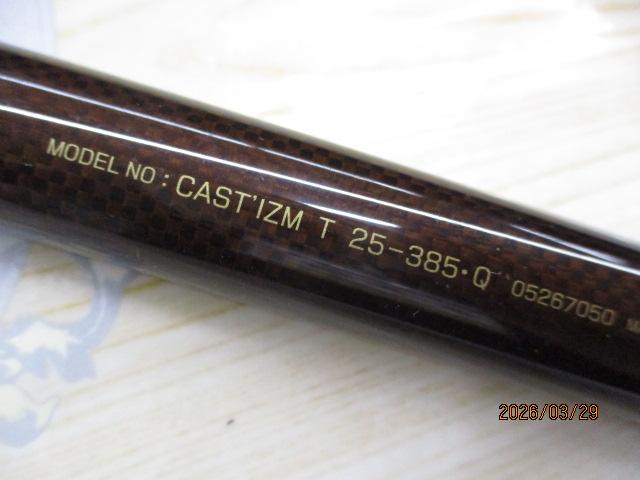 MODEL NO : CAST'IZM T 25-385·Q 05267050
2026/03/29